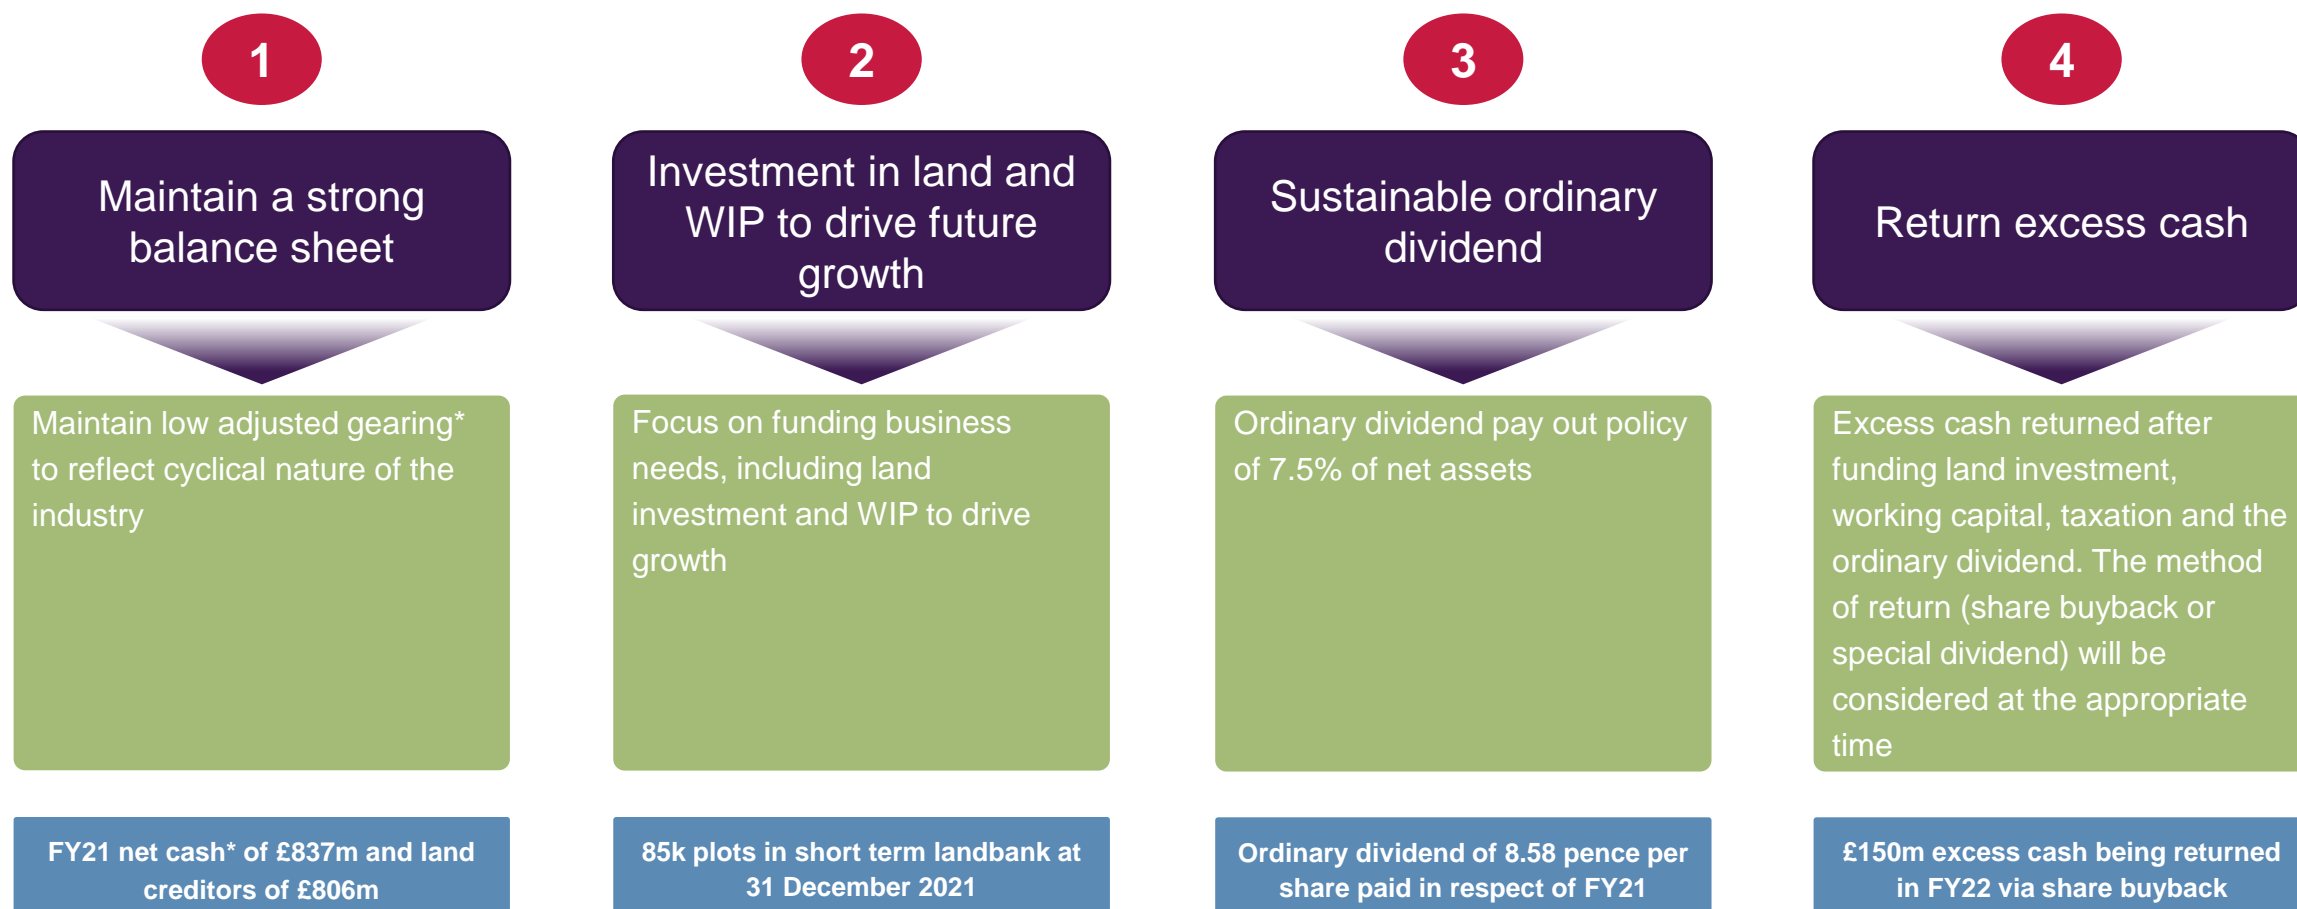 1
Maintain a strong
balance sheet
Maintain low adjusted gearing*
to reflect cyclical nature of the
industry
FY21 net cash* of £837m and land
creditors of £806m
2
Investment in land and
WIP to drive future
growth
Focus on funding business
needs, including land
investment and WIP to drive
growth
85k plots in short term landbank at
31 December 2021
3
Sustainable ordinary
dividend
Ordinary dividend pay out policy
of 7.5% of net assets
Ordinary dividend of 8.58 pence per
share paid in respect of FY21
4
Return excess cash
Excess cash returned after
funding land investment,
working capital, taxation and the
ordinary dividend. The method
of return (share buyback or
special dividend) will be
considered at the appropriate
time
£150m excess cash being returned
in FY22 via share buyback